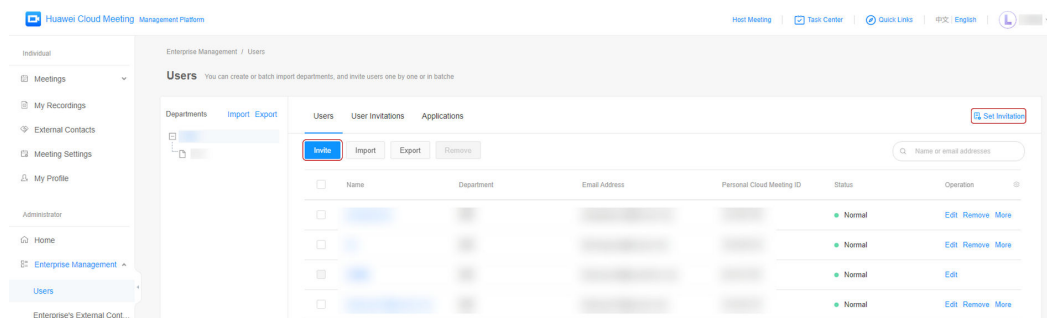 Huawei Cloud Meeting Management Platform
Host Meeting Task Center Quick Links 中文 English L
Individual
Meetings
My Recordings
External Contacts
Meeting Settings
My Profile
Administrator
Home
Enterprise Management
Users
Enterprise's External Cont...
Enterprise Management / Users
Users You can create or batch import departments, and invite users one by one or in batche
Departments Import Export
Users User Invitations Applications
Set Invitation
Invite Import Export Remove
Name or email addresses
Name Department Email Address Personal Cloud Meeting ID Status Operation
Normal Edit Remove More
Normal Edit Remove More
Normal Edit
Normal Edit Remove More